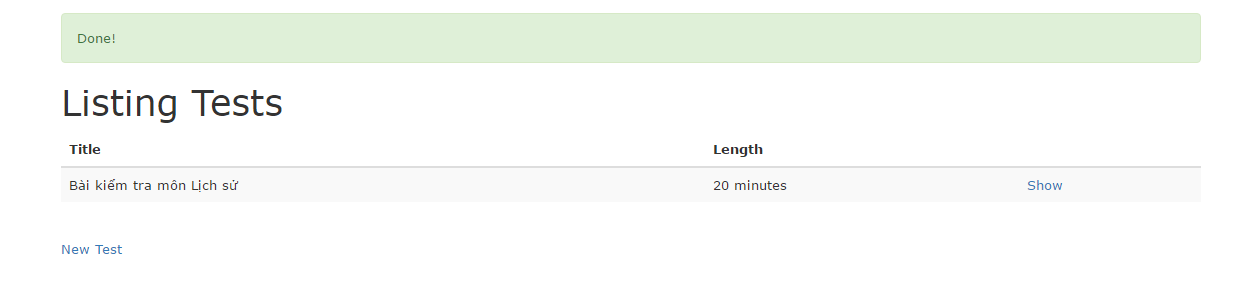 Done!
Listing Tests
Title Length
Bài kiểm tra môn Lịch sử 20 minutes Show
New Test